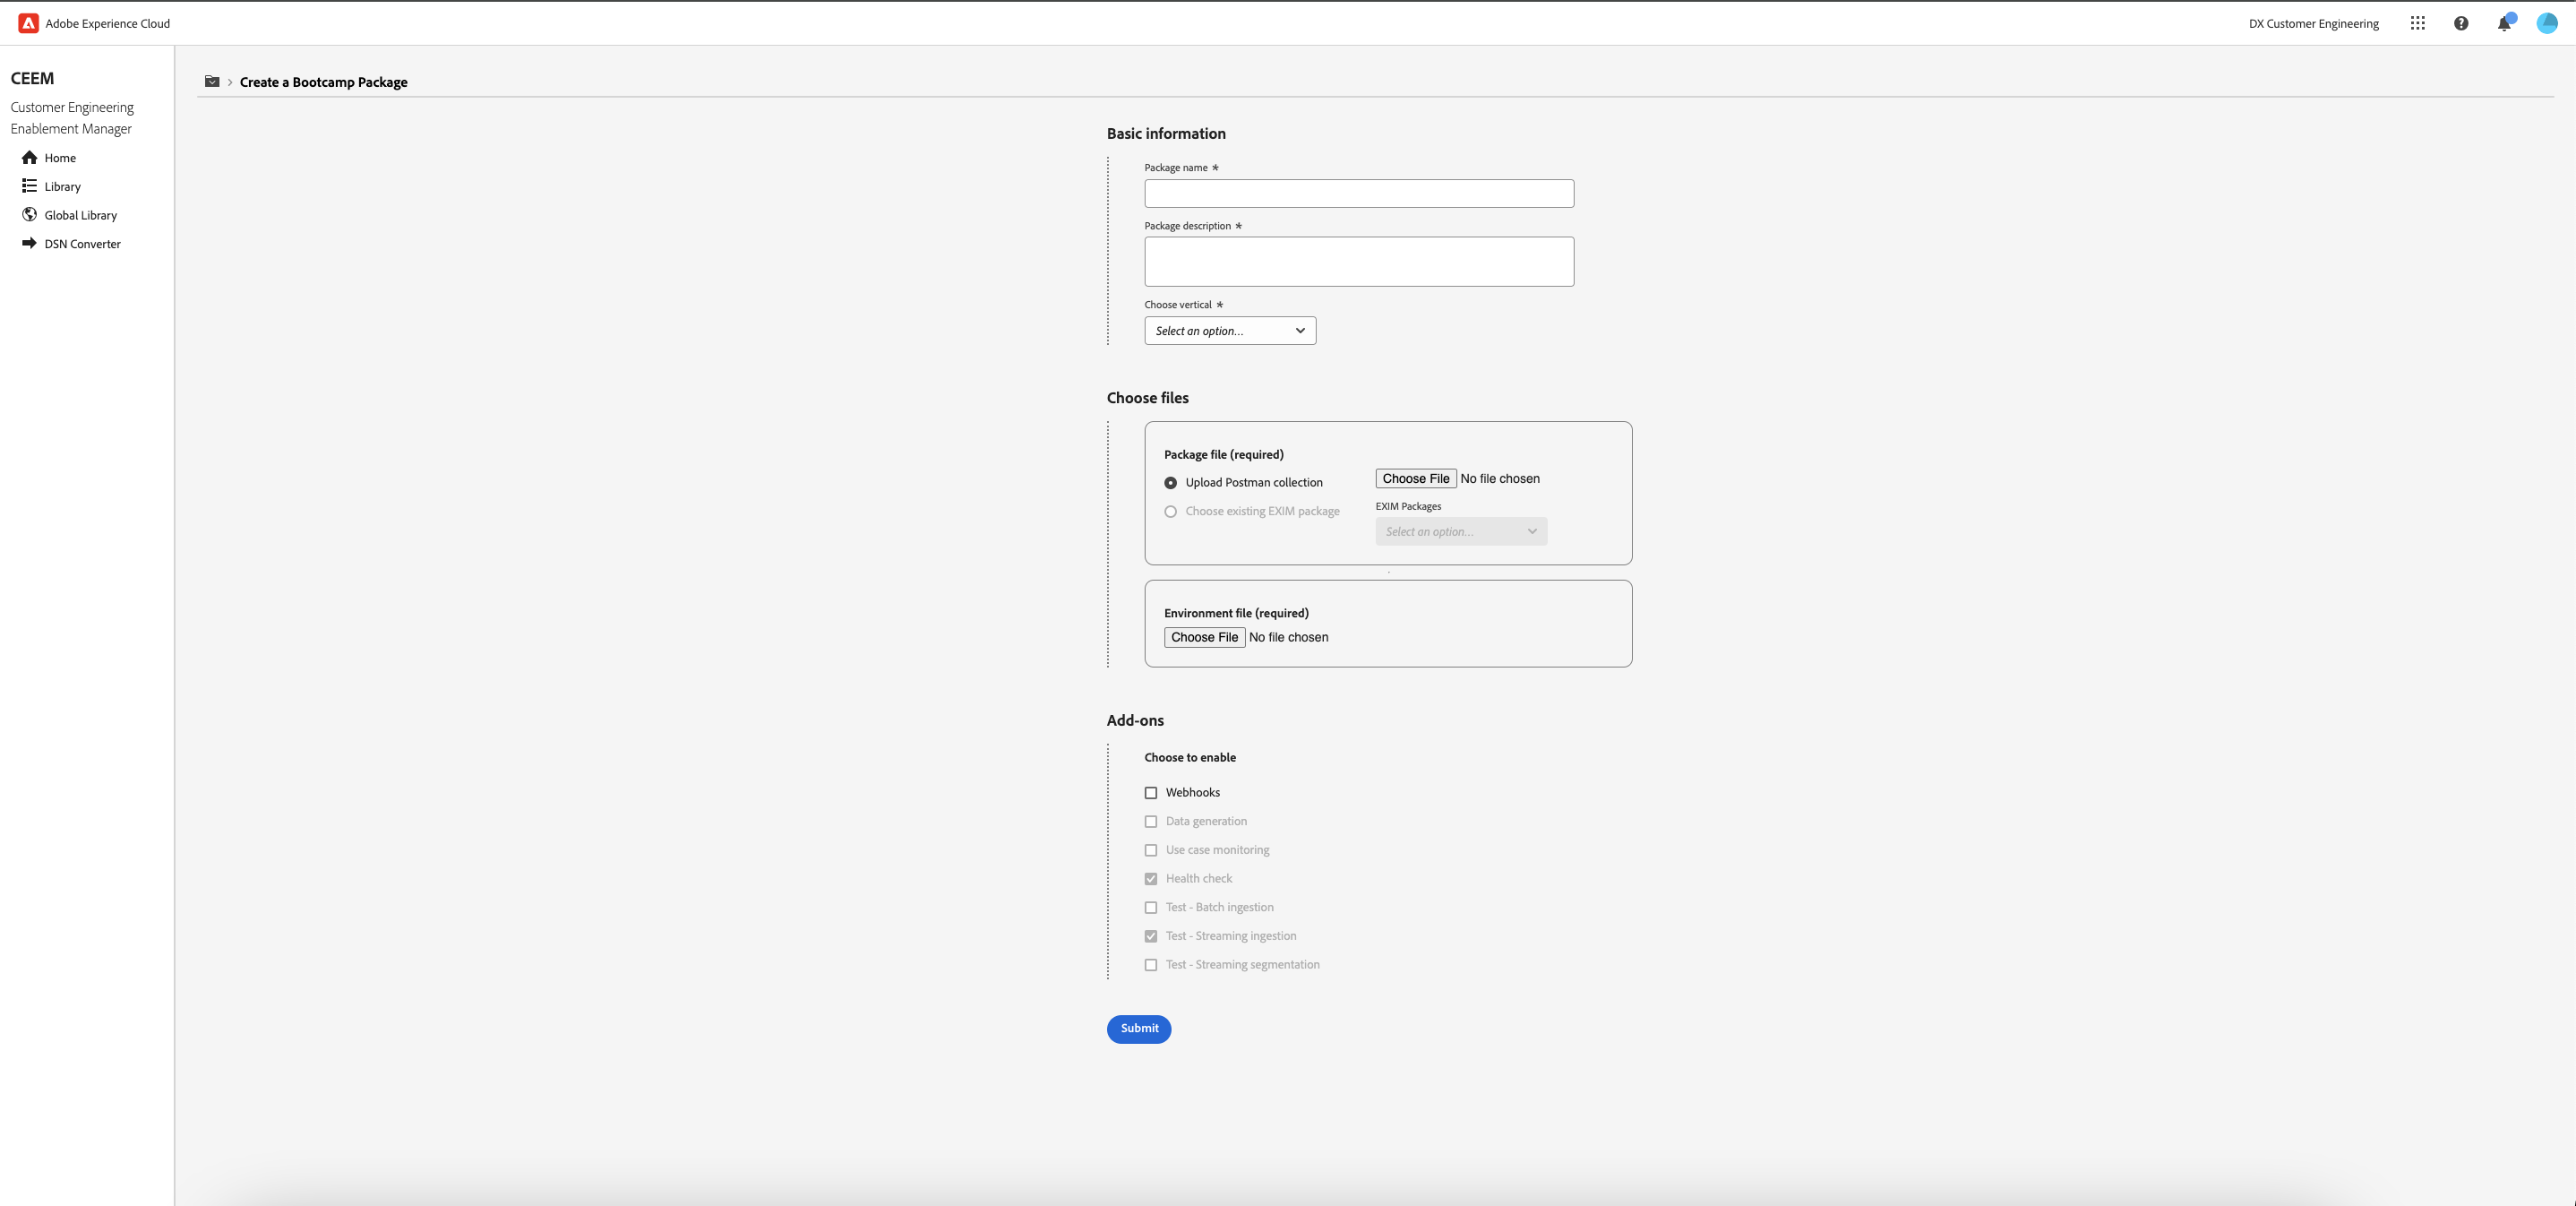 Adobe Experience Cloud
DX Customer Engineering
CEEM
Customer Engineering
Enablement Manager
Home
Library
Global Library
DSN Converter
Create a Bootcamp Package
Basic information
Package name *
Package description *
Choose vertical *
Select an option...
Choose files
Package file (required)
Upload Postman collection
Choose File No file chosen
Choose existing EXIM package
EXIM Packages
Select an option...
Environment file (required)
Choose File No file chosen
Add-ons
Choose to enable
Webhooks
Data generation
Use case monitoring
Health check
Test - Batch ingestion
Test - Streaming ingestion
Test - Streaming segmentation
Submit